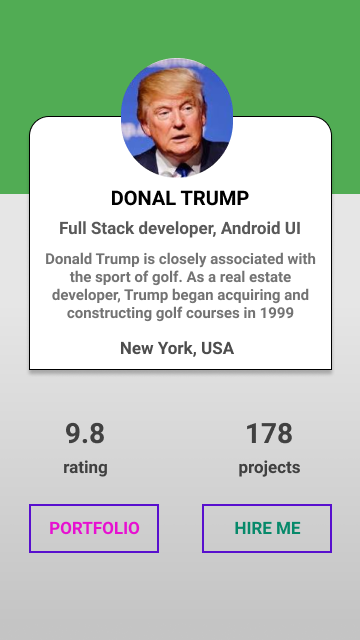 DONAL TRUMP
Full Stack developer, Android UI
Donald Trump is closely associated with
the sport of golf. As a real estate
developer, Trump began acquiring and
constructing golf courses in 1999
New York, USA
9.8
178
rating
projects
PORTFOLIO
HIRE ME